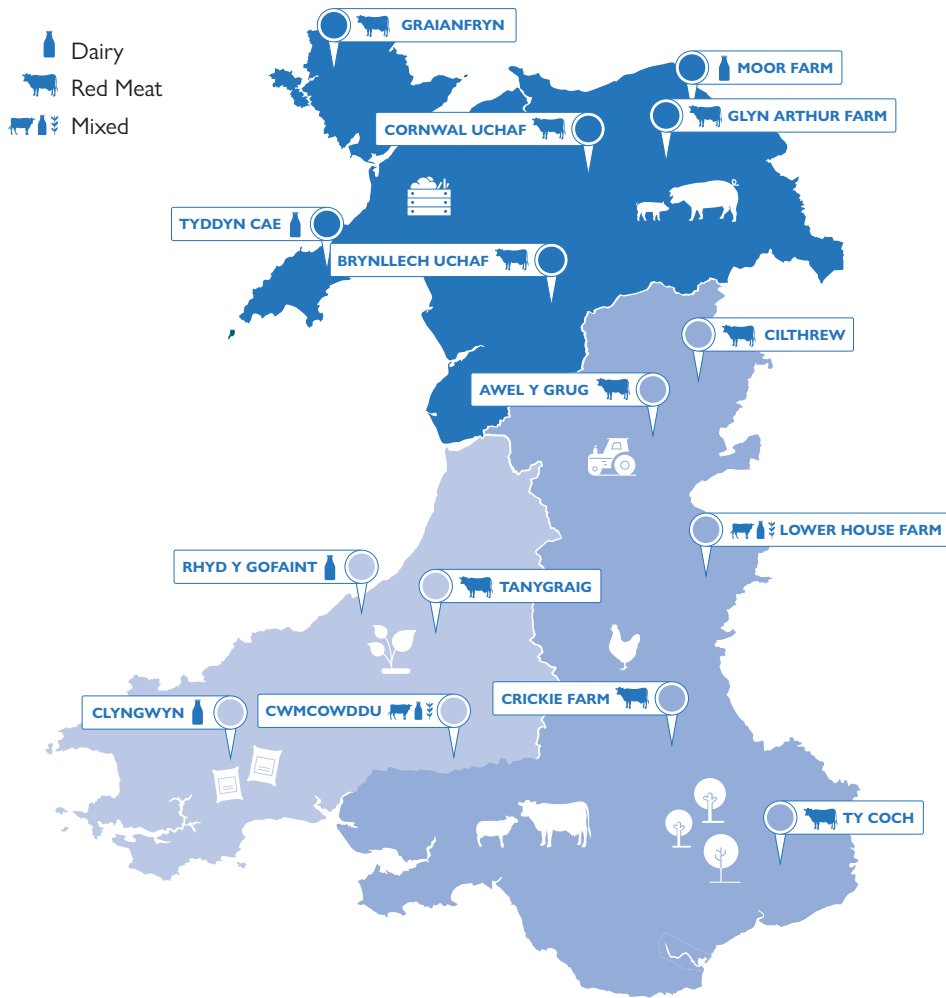 Dairy
Red Meat
Mixed
GRAIANFRYN
MOOR FARM
GLYN ARTHUR FARM
CORNWAL UCHAF
TYDDYN CAE
BRYNLLECH UCHAF
CILTHREW
AWEL Y GRUG
LOWER HOUSE FARM
RHYD Y GOFAINT
TANYGRAIG
CRICKIE FARM
CLYNGWYN
CWMCOWDDU
TY COCH